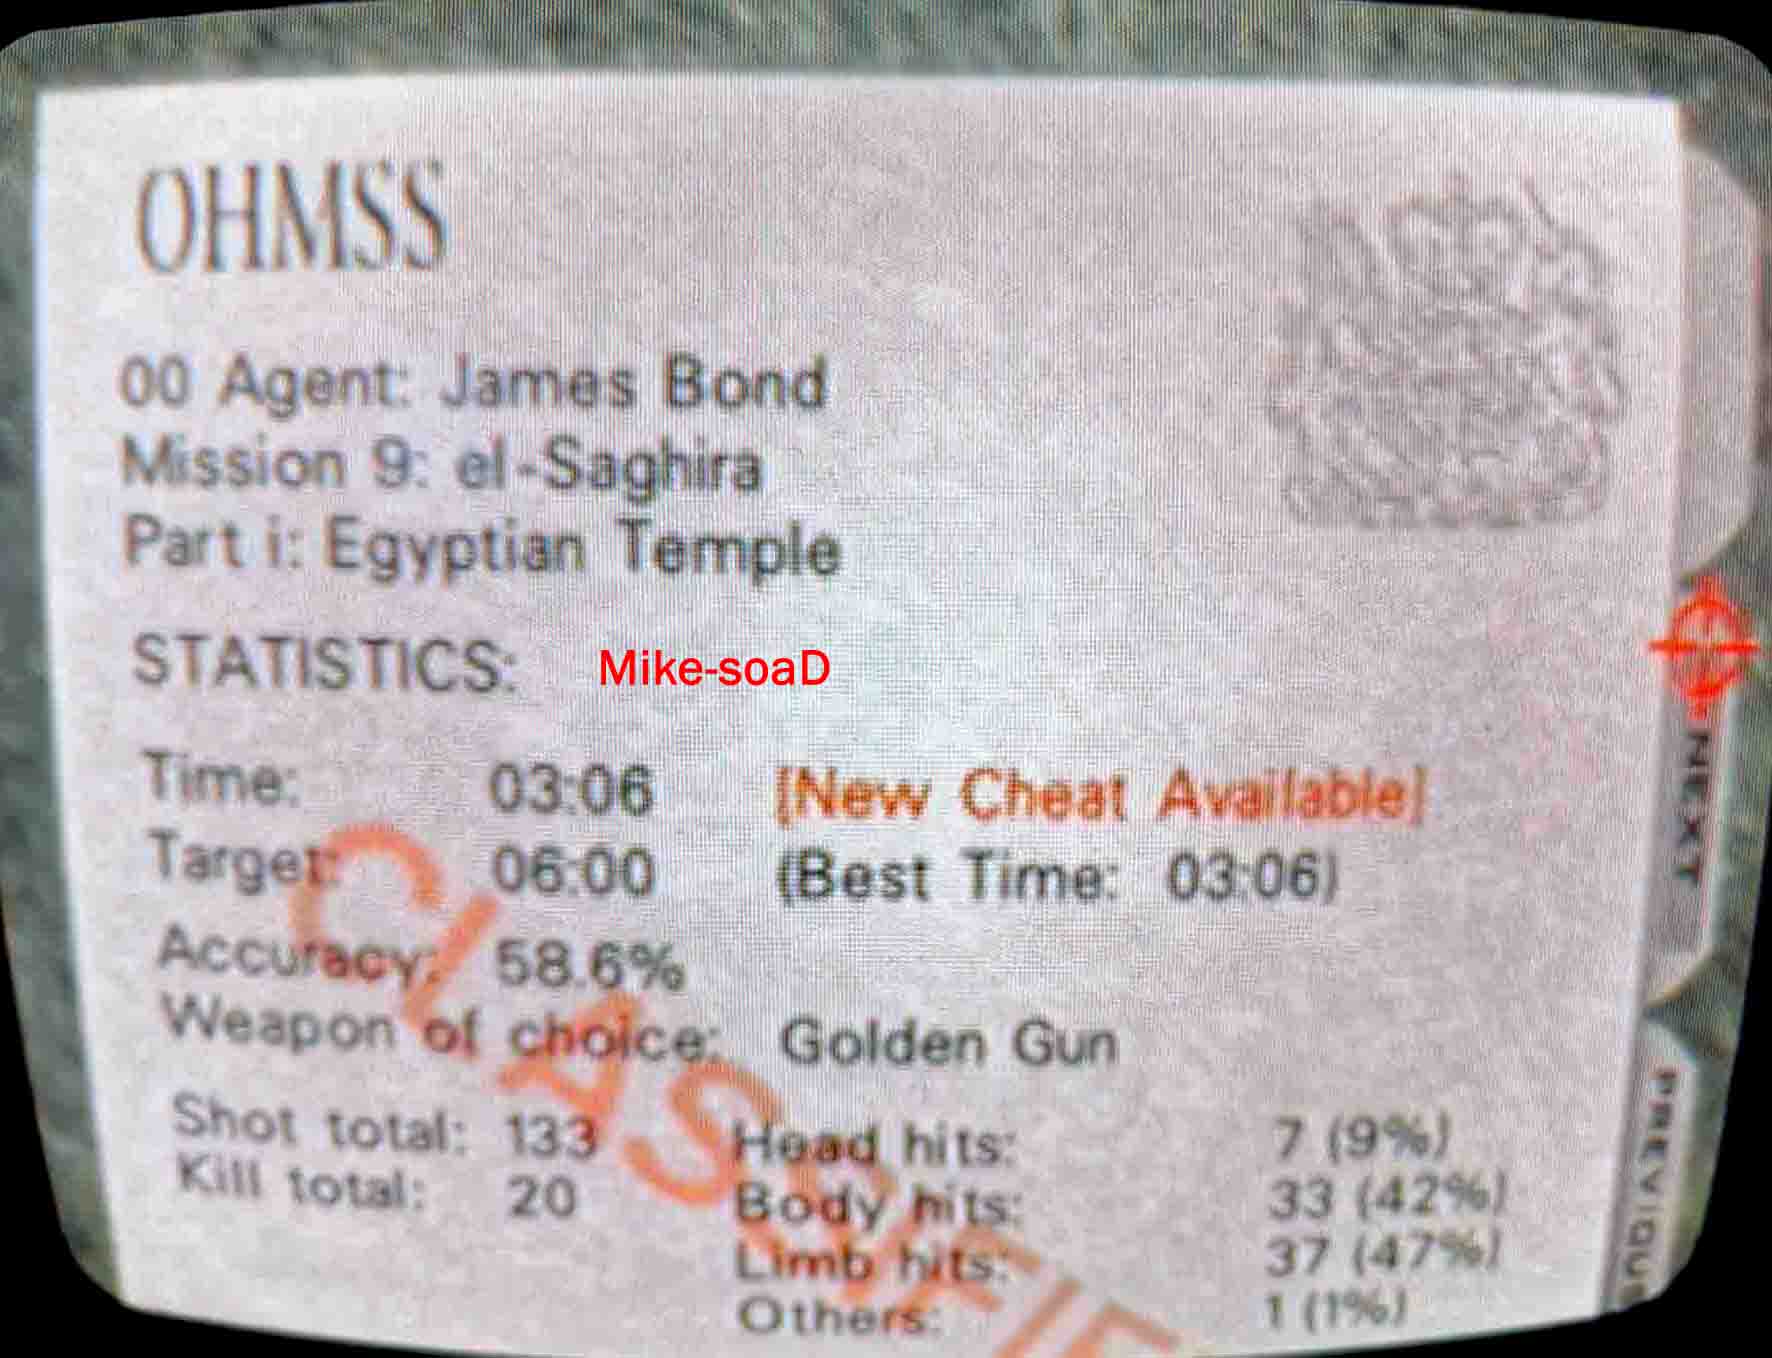 OHMSS
00 Agent: James Bond
Mission 9: el-Saghira
Part i: Egyptian Temple
STATISTICS: Mike-soaD
Time: 03:06 [New Cheat Available]
Target: 06:00 (Best Time: 03:06)
Accuracy: 58.6%
Weapon of choice: Golden Gun
Shot total: 133 Head hits: 7 (9%)
Kill total: 20 Body hits: 33 (42%)
Limb hits: 37 (47%)
Others: 1 (1%)
CLASSIFIE
NEXT
PREVIOUS